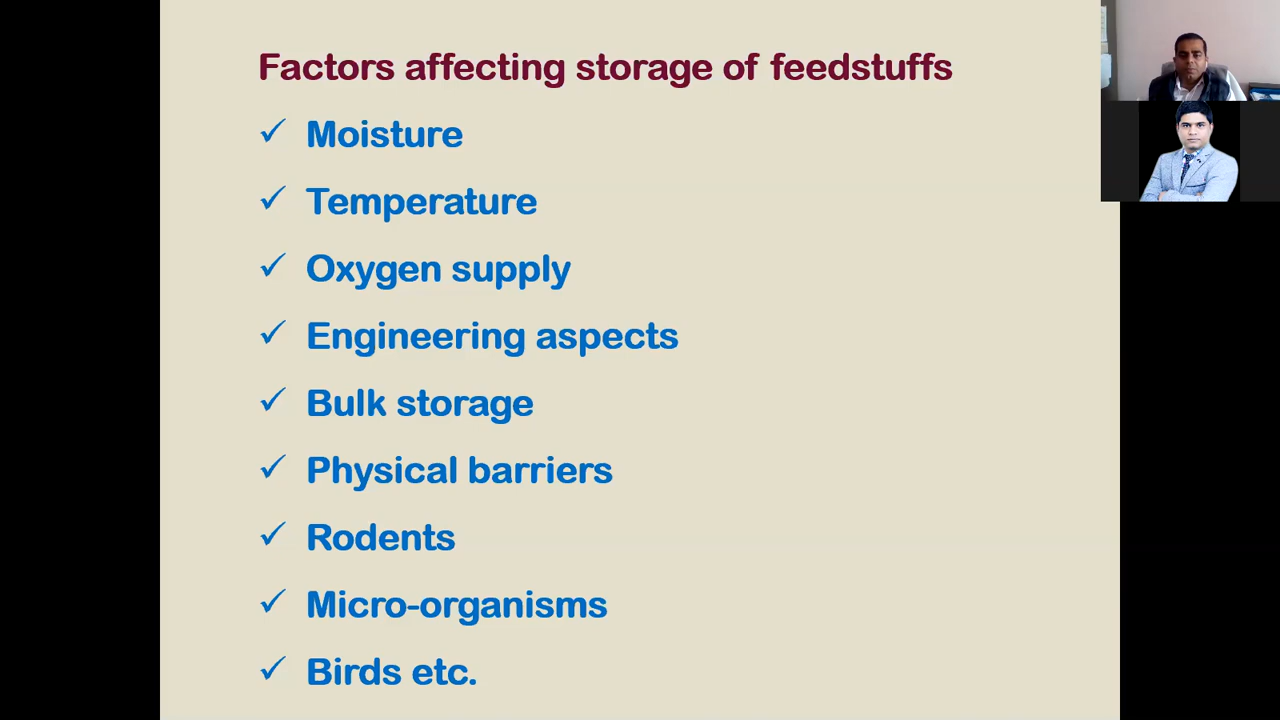 Factors affecting storage of feedstuffs
✓ Moisture
✓ Temperature
✓ Oxygen supply
✓ Engineering aspects
✓ Bulk storage
✓ Physical barriers
✓ Rodents
✓ Micro-organisms
✓ Birds etc.